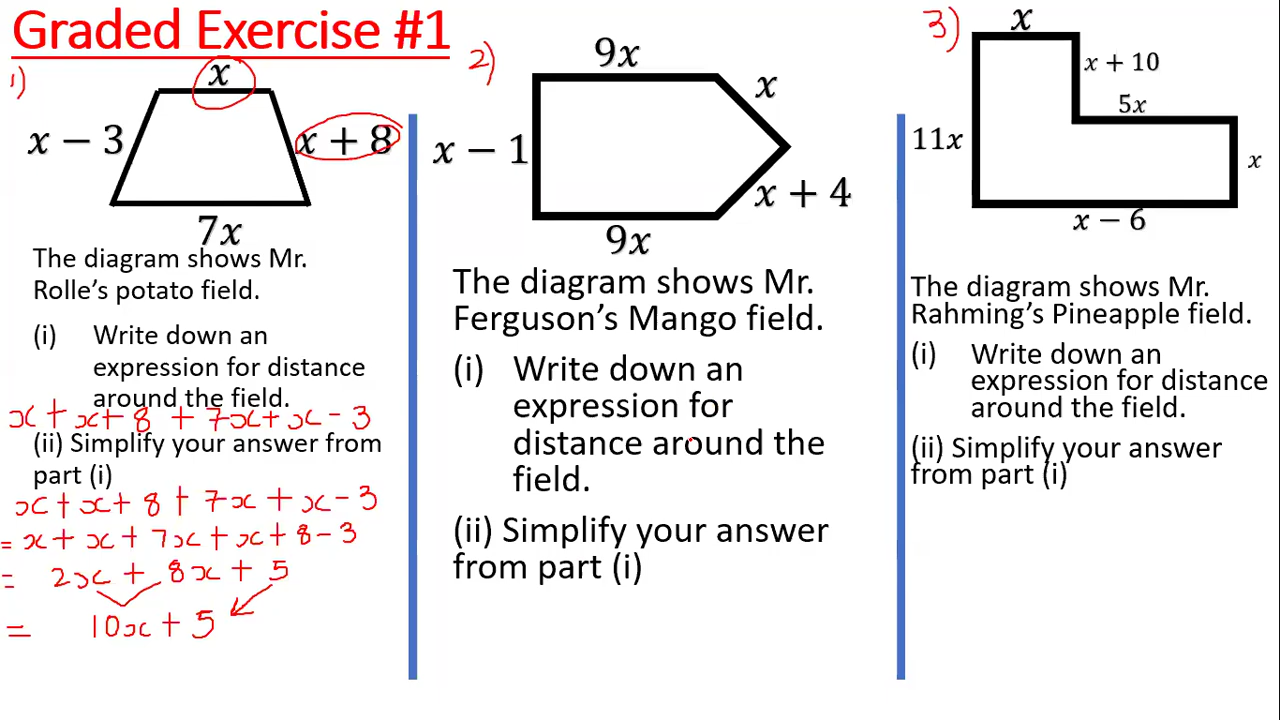 Graded Exercise #1
1)
x
x − 3
x + 8
7x
The diagram shows Mr.
Rolle's potato field.
(i) Write down an
expression for distance
around the field.
x + x + 8 + 7x + x - 3
(ii) Simplify your answer from
part (i)
x + x + 8 + 7x + x - 3
= x + x + 7x + x + 8 - 3
= 2x + 8x + 5
= 10x + 5
2)
9x
x
x − 1
x + 4
9x
The diagram shows Mr.
Ferguson's Mango field.
(i) Write down an
expression for
distance around the
field.
(ii) Simplify your answer
from part (i)
3)
x
x + 10
5x
11x
x
x − 6
The diagram shows Mr.
Rahming's Pineapple field.
(i) Write down an
expression for distance
around the field.
(ii) Simplify your answer
from part (i)